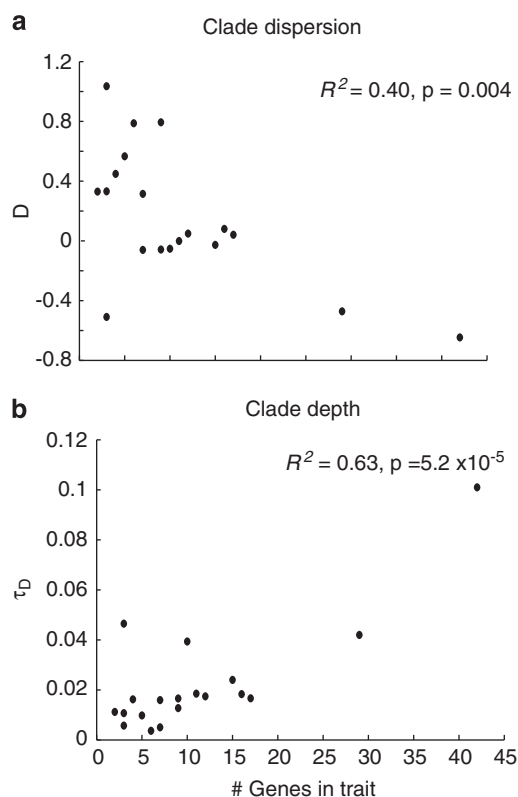 a
Clade dispersion
1.2
R² = 0.40, p = 0.004
0.8
0.4
D
0
-0.4
-0.8
b
Clade depth
0.12
R² = 0.63, p =5.2 x10⁻⁵
0.1
0.08
τD
0.06
0.04
0.02
0
0 5 10 15 20 25 30 35 40 45
# Genes in trait